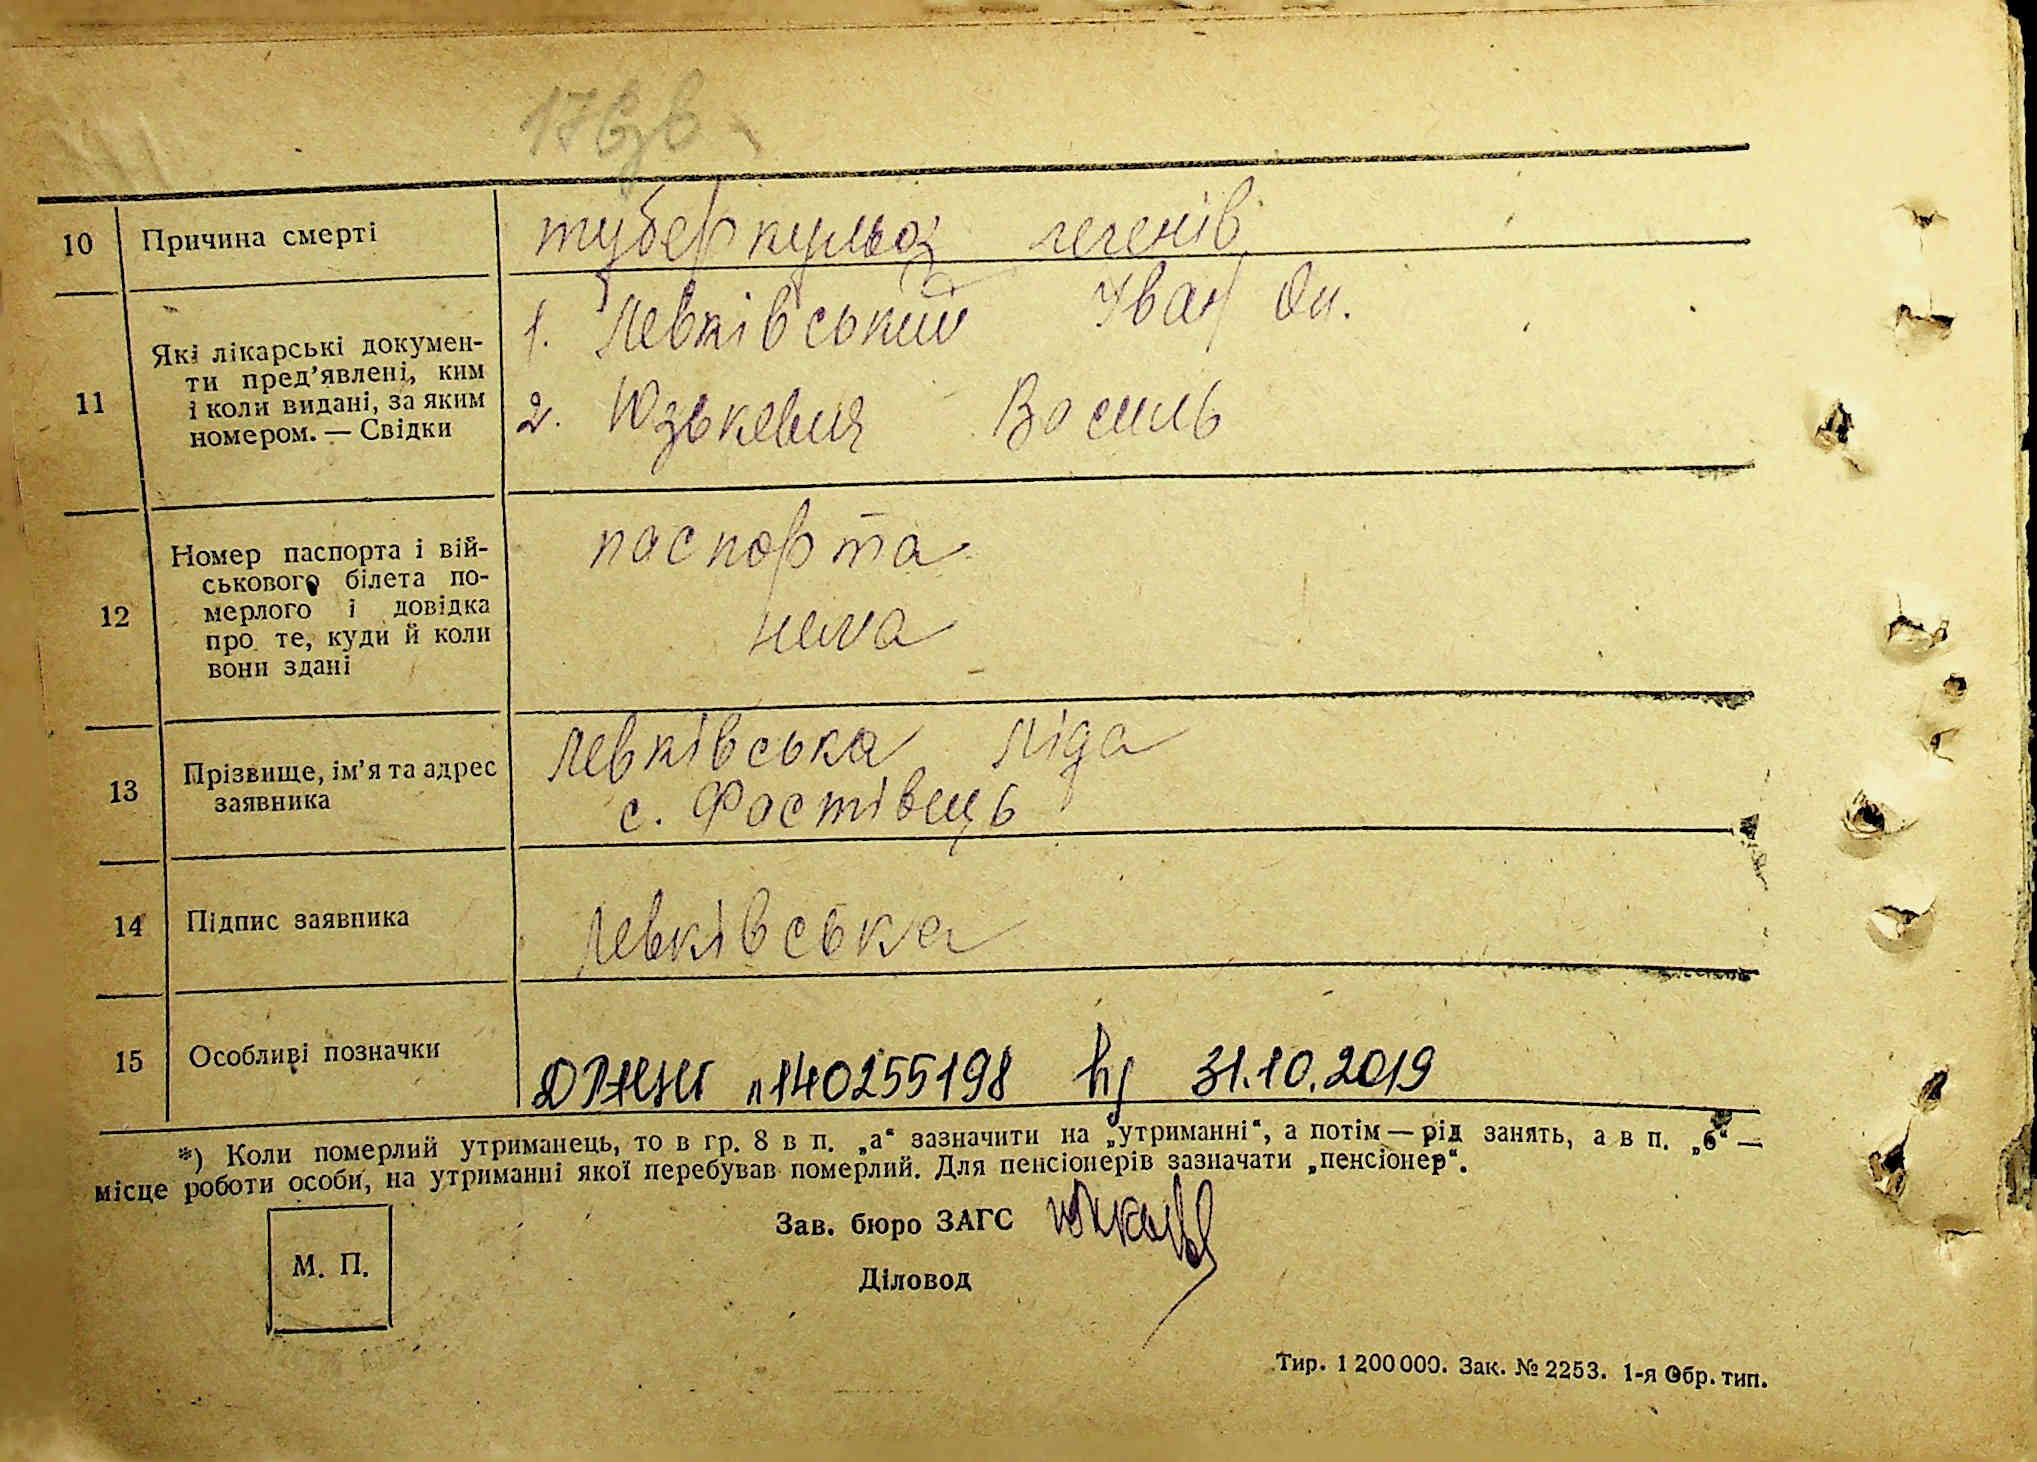 10 Причина смерті туберкульоз легенів
11 Які лікарські докумен-
ти пред’явлені, ким
і коли видані, за яким
номером. — Свідки
1. Левківський Іван Он.
2. Юзькевич Василь
12 Номер паспорта і вій-
ськового білета по-
мерлого і довідка
про те, куди й коли
вони здані
паспорта
нема
13 Прізвище, ім’я та адрес
заявника
Левківська Ліда
с. Фастівець
14 Підпис заявника Левківська
15 Особливі позначки 140255198 31.10.2019
*) Коли померлий утриманець, то в гр. 8 в п. „а“ зазначити на „утриманні“, а потім — рід занять, а в п. „б“ —
місце роботи особи, на утриманні якої перебував померлий. Для пенсіонерів зазначати „пенсіонер“.
М. П.
Зав. бюро ЗАГС
Діловод
Тир. 1 200 000. Зак. № 2253. 1-я Обр. тип.